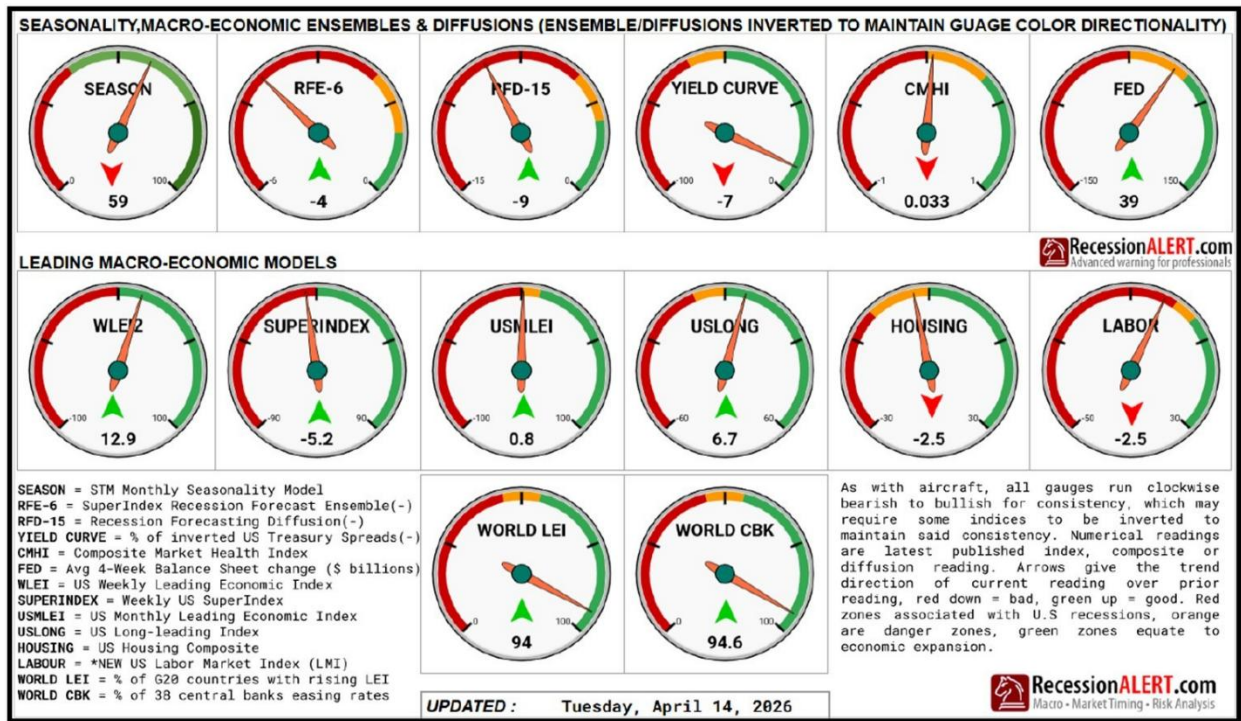 SEASONALITY,MACRO-ECONOMIC ENSEMBLES & DIFFUSIONS (ENSEMBLE/DIFFUSIONS INVERTED TO MAINTAIN GUAGE COLOR DIRECTIONALITY)
SEASON
0
100
59
RFE-6
-6
0
-4
RFD-15
-15
0
-9
YIELD CURVE
-100
0
-7
CMHI
-1
1
0.033
FED
-150
150
39
RecessionALERT.com
Advanced warning for professionals
LEADING MACRO-ECONOMIC MODELS
WLEI2
-100
100
12.9
SUPERINDEX
-90
90
-5.2
USMLEI
-100
100
0.8
USLONG
-60
60
6.7
HOUSING
-30
30
-2.5
LABOR
-50
30
-2.5
SEASON = STM Monthly Seasonality Model
RFE-6 = SuperIndex Recession Forecast Ensemble(-)
RFD-15 = Recession Forecasting Diffusion(-)
YIELD CURVE = % of inverted US Treasury Spreads(-)
CMHI = Composite Market Health Index
FED = Avg 4-Week Balance Sheet change ($ billions)
WLEI = US Weekly Leading Economic Index
SUPERINDEX = Weekly US SuperIndex
USMLEI = US Monthly Leading Economic Index
USLONG = US Long-leading Index
HOUSING = US Housing Composite
LABOUR = *NEW US Labor Market Index (LMI)
WORLD LEI = % of G20 countries with rising LEI
WORLD CBK = % of 38 central banks easing rates
WORLD LEI
0
100
94
WORLD CBK
0
100
94.6
As with aircraft, all gauges run clockwise
bearish to bullish for consistency, which may
require some indices to be inverted to
maintain said consistency. Numerical readings
are latest published index, composite or
diffusion reading. Arrows give the trend
direction of current reading over prior
reading, red down = bad, green up = good. Red
zones associated with U.S recessions, orange
are danger zones, green zones equate to
economic expansion.
UPDATED : Tuesday, April 14, 2026
RecessionALERT.com
Macro • Market Timing • Risk Analysis